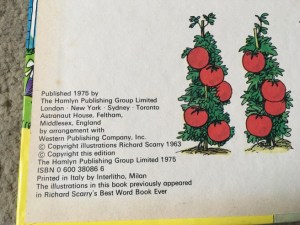 Published 1975 by
The Hamlyn Publishing Group Limited
London · New York · Sydney · Toronto
Astronaut House, Feltham,
Middlesex, England
by arrangement with
Western Publishing Company, Inc.
© Copyright illustrations Richard Scarry 1963
© Copyright this edition
The Hamlyn Publishing Group Limited 1975
ISBN 0 600 38086 6
Printed in Italy by Interlitho, Milan
The illustrations in this book previously appeared
in Richard Scarry's Best Word Book Ever